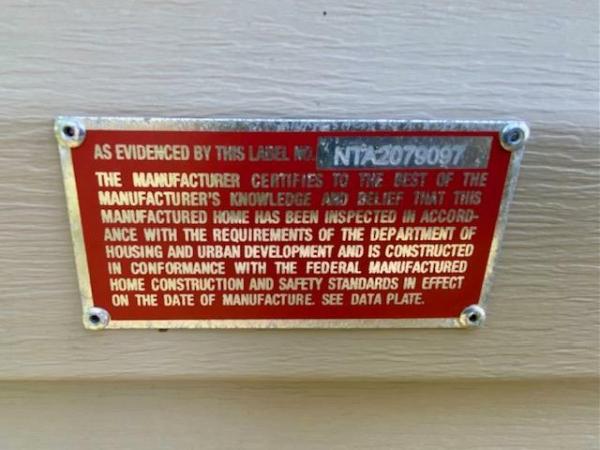 AS EVIDENCED BY THIS LABEL NO. NTA2079097
THE MANUFACTURER CERTIFIES TO THE BEST OF THE
MANUFACTURER'S KNOWLEDGE AND BELIEF THAT THIS
MANUFACTURED HOME HAS BEEN INSPECTED IN ACCORD-
ANCE WITH THE REQUIREMENTS OF THE DEPARTMENT OF
HOUSING AND URBAN DEVELOPMENT AND IS CONSTRUCTED
IN CONFORMANCE WITH THE FEDERAL MANUFACTURED
HOME CONSTRUCTION AND SAFETY STANDARDS IN EFFECT
ON THE DATE OF MANUFACTURE. SEE DATA PLATE.